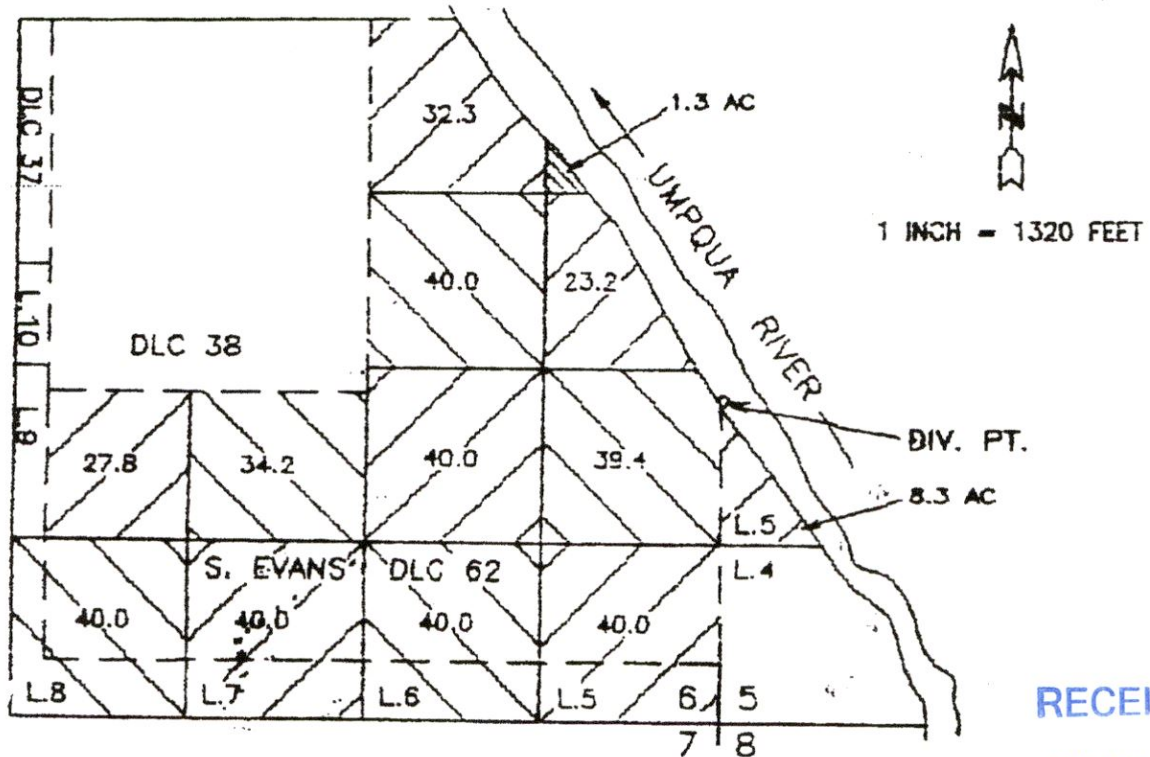 32.3
1.3 AC
N
1 INCH = 1320 FEET
DLC 37
UMPQUA RIVER
40.0
23.2
L.10
DLC 38
L.9
DIV. PT.
27.8
34.2
40.0
39.4
8.3 AC
L.5
S. EVANS' DLC 62
L.4
40.0
40.0
40.0
40.0
L.8
L.7
L.6
L.5
6
5
7
8
RECEI